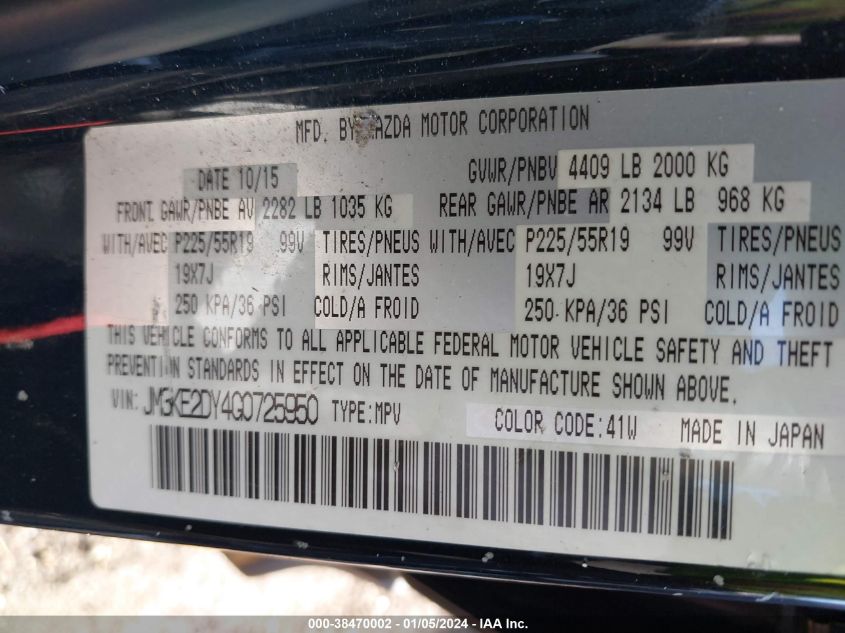 MFD. BY MAZDA MOTOR CORPORATION
DATE 10/15 GVWR/PNBV 4409 LB 2000 KG
FRONT GAWR/PNBE AV 2282 LB 1035 KG REAR GAWR/PNBE AR 2134 LB 968 KG
WITH/AVEC P225/55R19 99V TIRES/PNEUS WITH/AVEC P225/55R19 99V TIRES/PNEUS
19X7J RIMS/JANTES 19X7J RIMS/JANTES
250 KPA/36 PSI COLD/A FROID 250 KPA/36 PSI COLD/A FROID
THIS VEHICLE CONFORMS TO ALL APPLICABLE FEDERAL MOTOR VEHICLE SAFETY AND THEFT
PREVENTION STANDARDS IN EFFECT ON THE DATE OF MANUFACTURE SHOWN ABOVE.
VIN: JM3KE2DY4G0725950 TYPE:MPV COLOR CODE:41W MADE IN JAPAN
000-38470002 - 01/05/2024 - IAA Inc.